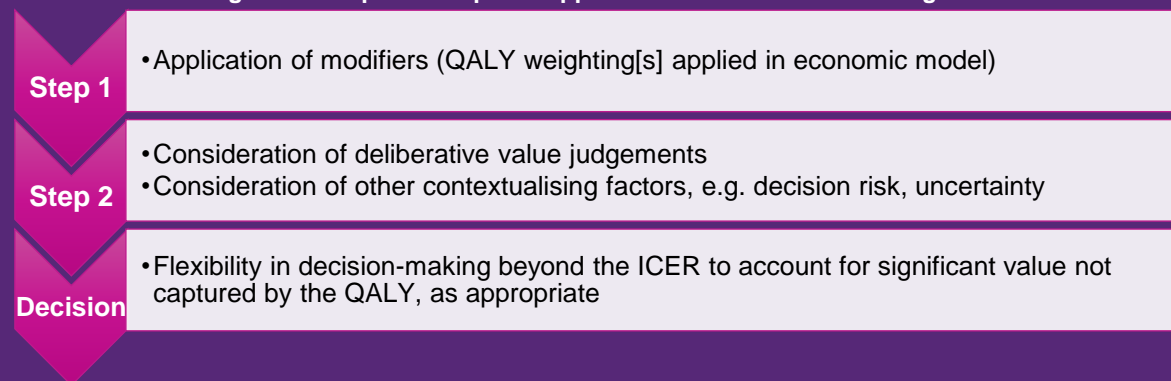 Step 1
•Application of modifiers (QALY weighting[s] applied in economic model)
Step 2
•Consideration of deliberative value judgements
•Consideration of other contextualising factors, e.g. decision risk, uncertainty
Decision
•Flexibility in decision-making beyond the ICER to account for significant value not
captured by the QALY, as appropriate